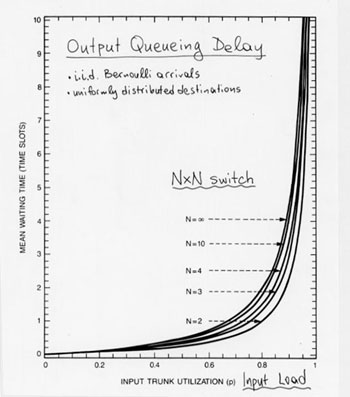 Output Queueing Delay
• i.i.d. Bernoulli arrivals
• uniformly distributed destinations
NxN switch
N=∞
N=10
N=4
N=3
N=2
MEAN WAITING TIME (TIME SLOTS)
10
9
8
7
6
5
4
3
2
1
0
0 0.2 0.4 0.6 0.8 1
INPUT TRUNK UTILIZATION (p) Input Load